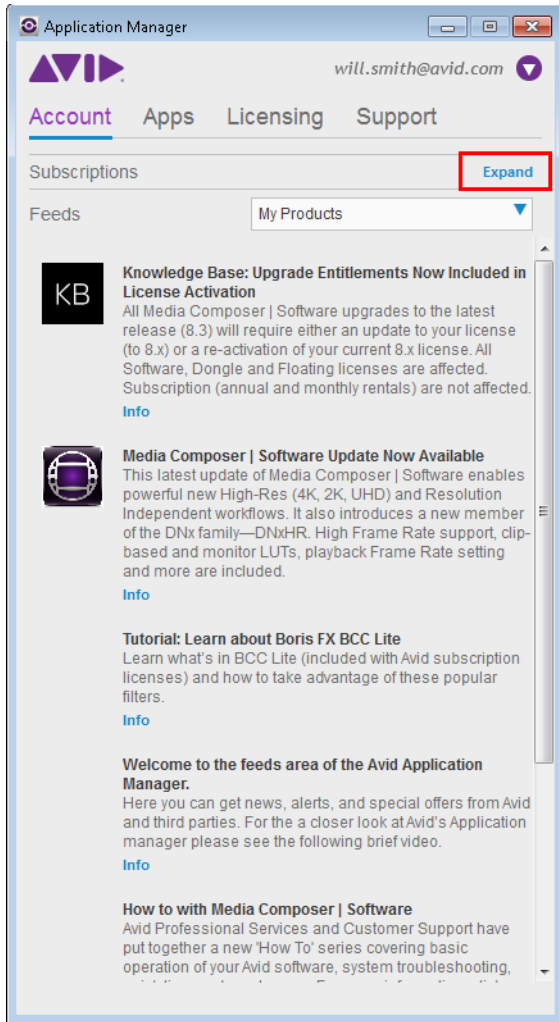 Application Manager
AVID
will.smith@avid.com
Account Apps Licensing Support
Subscriptions Expand
Feeds My Products
KB
Knowledge Base: Upgrade Entitlements Now Included in
License Activation
All Media Composer | Software upgrades to the latest
release (8.3) will require either an update to your license
(to 8.x) or a re-activation of your current 8.x license. All
Software, Dongle and Floating licenses are affected.
Subscription (annual and monthly rentals) are not affected.
Info
Media Composer | Software Update Now Available
This latest update of Media Composer | Software enables
powerful new High-Res (4K, 2K, UHD) and Resolution
Independent workflows. It also introduces a new member
of the DNx family—DNxHR. High Frame Rate support, clip-
based and monitor LUTs, playback Frame Rate setting
and more are included.
Info
Tutorial: Learn about Boris FX BCC Lite
Learn what's in BCC Lite (included with Avid subscription
licenses) and how to take advantage of these popular
filters.
Info
Welcome to the feeds area of the Avid Application
Manager.
Here you can get news, alerts, and special offers from Avid
and third parties. For the a closer look at Avid's Application
manager please see the following brief video.
Info
How to with Media Composer | Software
Avid Professional Services and Customer Support have
put together a new 'How To' series covering basic
operation of your Avid software, system troubleshooting,